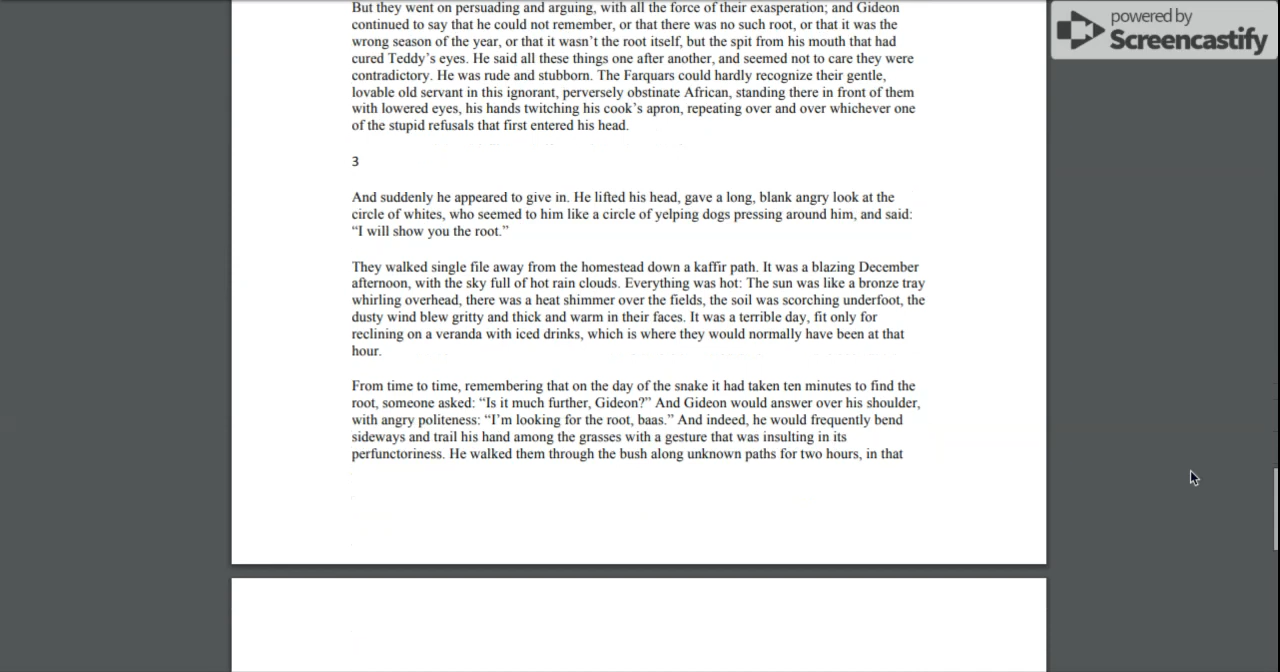 But they went on persuading and arguing, with all the force of their exasperation; and Gideon
continued to say that he could not remember, or that there was no such root, or that it was the
wrong season of the year, or that it wasn’t the root itself, but the spit from his mouth that had
cured Teddy’s eyes. He said all these things one after another, and seemed not to care they were
contradictory. He was rude and stubborn. The Farquars could hardly recognize their gentle,
lovable old servant in this ignorant, perversely obstinate African, standing there in front of them
with lowered eyes, his hands twitching his cook’s apron, repeating over and over whichever one
of the stupid refusals that first entered his head.
3
And suddenly he appeared to give in. He lifted his head, gave a long, blank angry look at the
circle of whites, who seemed to him like a circle of yelping dogs pressing around him, and said:
“I will show you the root.”
They walked single file away from the homestead down a kaffir path. It was a blazing December
afternoon, with the sky full of hot rain clouds. Everything was hot: The sun was like a bronze tray
whirling overhead, there was a heat shimmer over the fields, the soil was scorching underfoot, the
dusty wind blew gritty and thick and warm in their faces. It was a terrible day, fit only for
reclining on a veranda with iced drinks, which is where they would normally have been at that
hour.
From time to time, remembering that on the day of the snake it had taken ten minutes to find the
root, someone asked: “Is it much further, Gideon?” And Gideon would answer over his shoulder,
with angry politeness: “I’m looking for the root, baas.” And indeed, he would frequently bend
sideways and trail his hand among the grasses with a gesture that was insulting in its
perfunctoriness. He walked them through the bush along unknown paths for two hours, in that
powered by
Screencastify